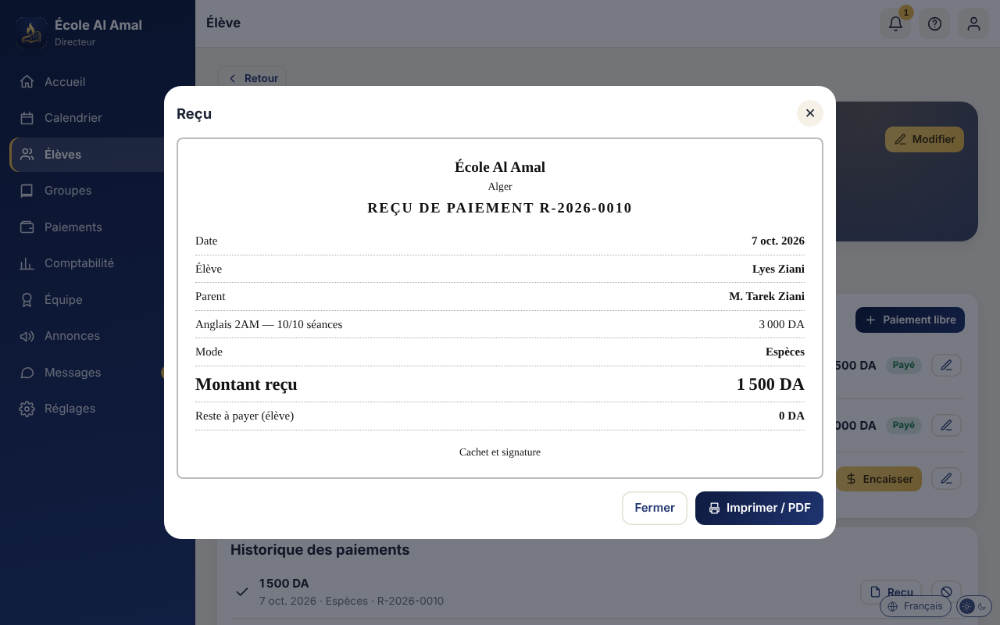 École Al Amal
Directeur
Accueil
Calendrier
Élèves
Groupes
Paiements
Comptabilité
Équipe
Annonces
Messages
Réglages
Élève
1
Retour
Modifier
Reçu
École Al Amal
Alger
REÇU DE PAIEMENT R-2026-0010
Date 7 oct. 2026
Élève Lyes Ziani
Parent M. Tarek Ziani
Anglais 2AM — 10/10 séances 3 000 DA
Mode Espèces
Montant reçu 1 500 DA
Reste à payer (élève) 0 DA
Cachet et signature
Fermer
Imprimer / PDF
Paiement libre
500 DA Payé
000 DA Payé
Encaisser
Historique des paiements
1 500 DA
7 oct. 2026 · Espèces · R-2026-0010
Reçu
Français